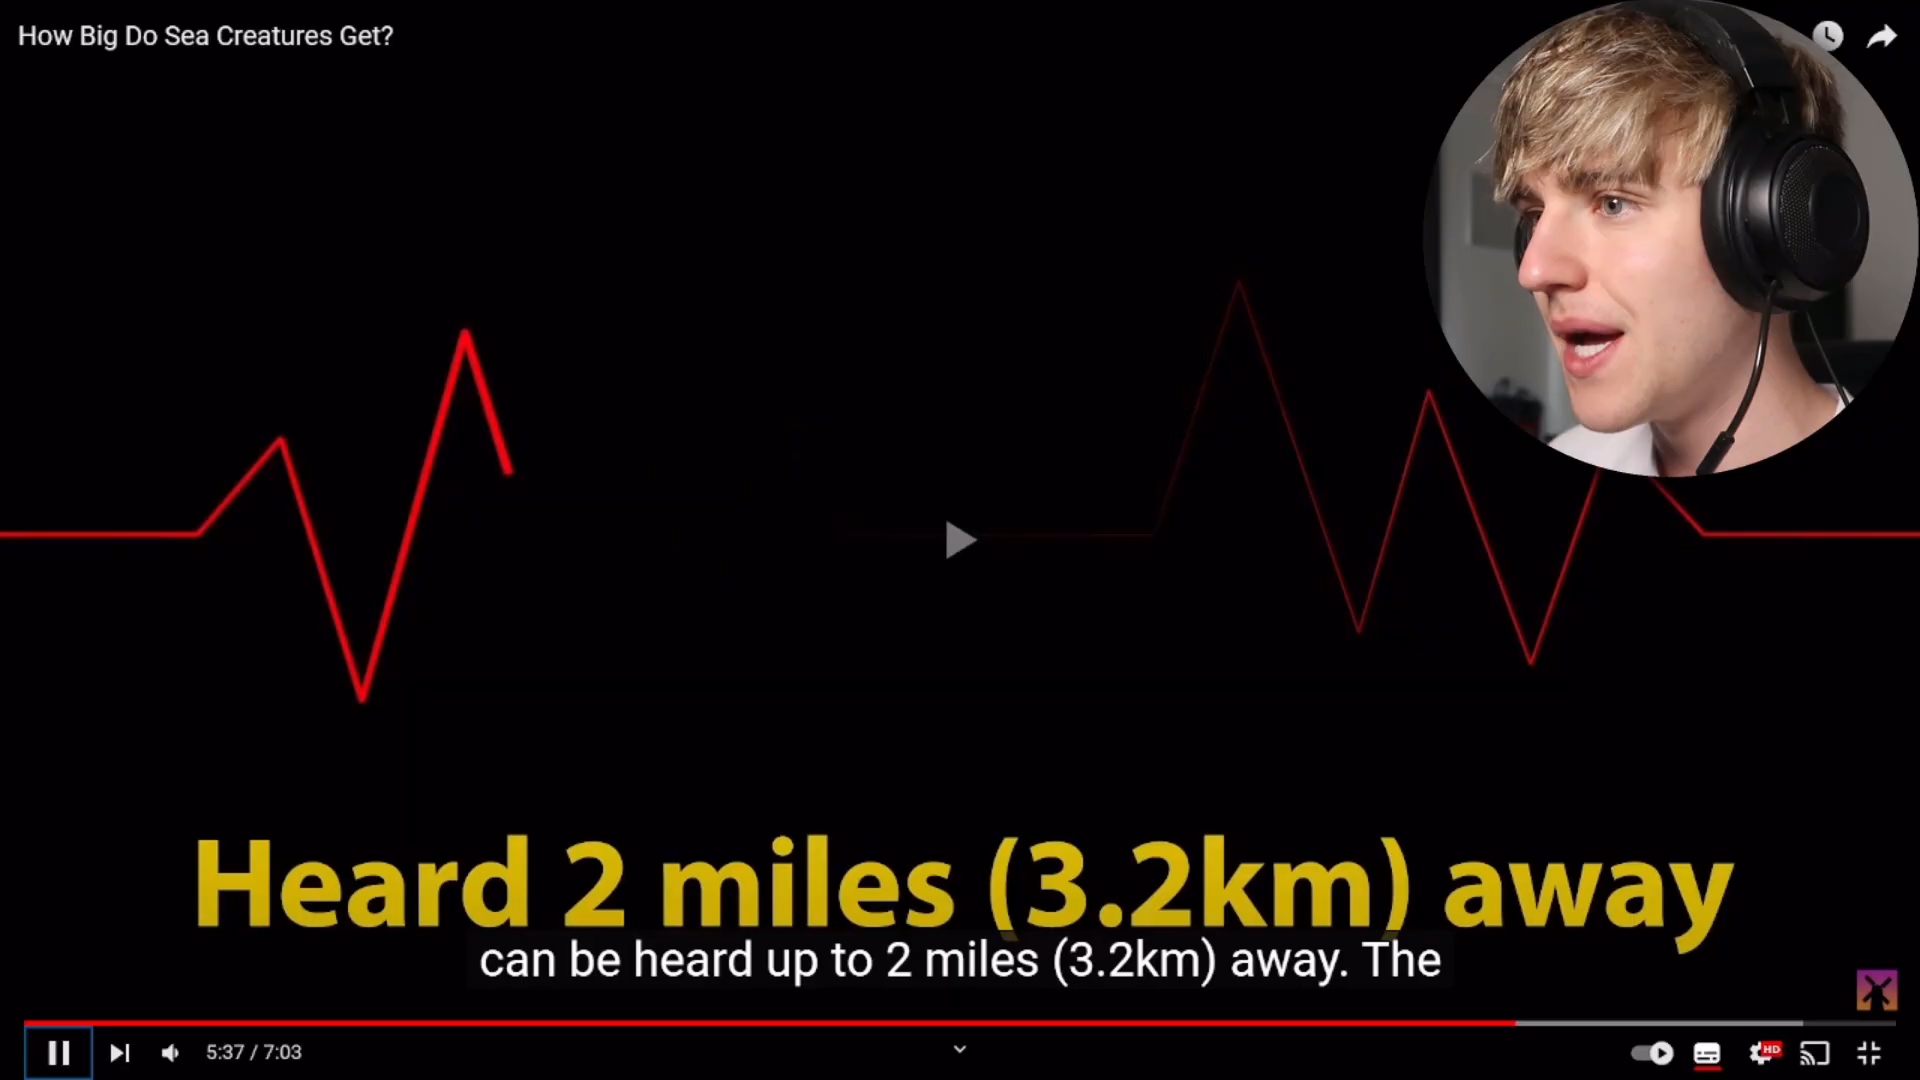 How Big Do Sea Creatures Get?
Heard 2 miles (3.2km) away
can be heard up to 2 miles (3.2km) away. The
5:37 / 7:03
HD